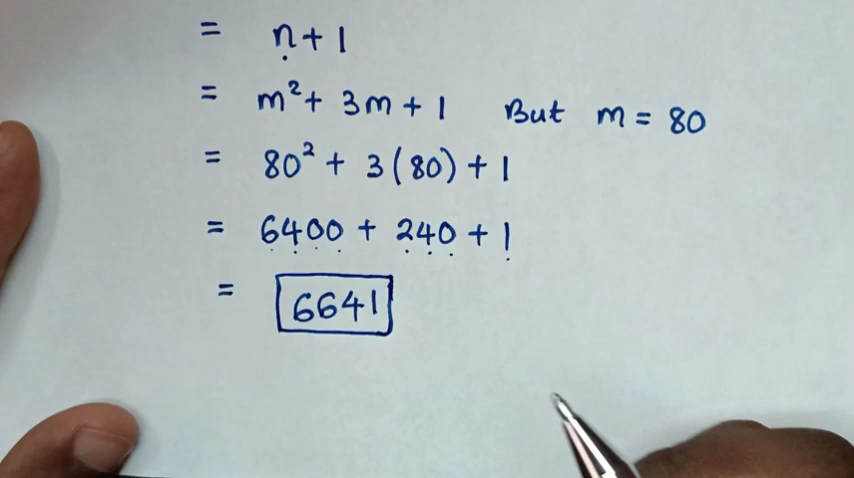 = n + 1
= m² + 3m + 1 But m = 80
= 80² + 3(80) + 1
= 6400 + 240 + 1
= 6641